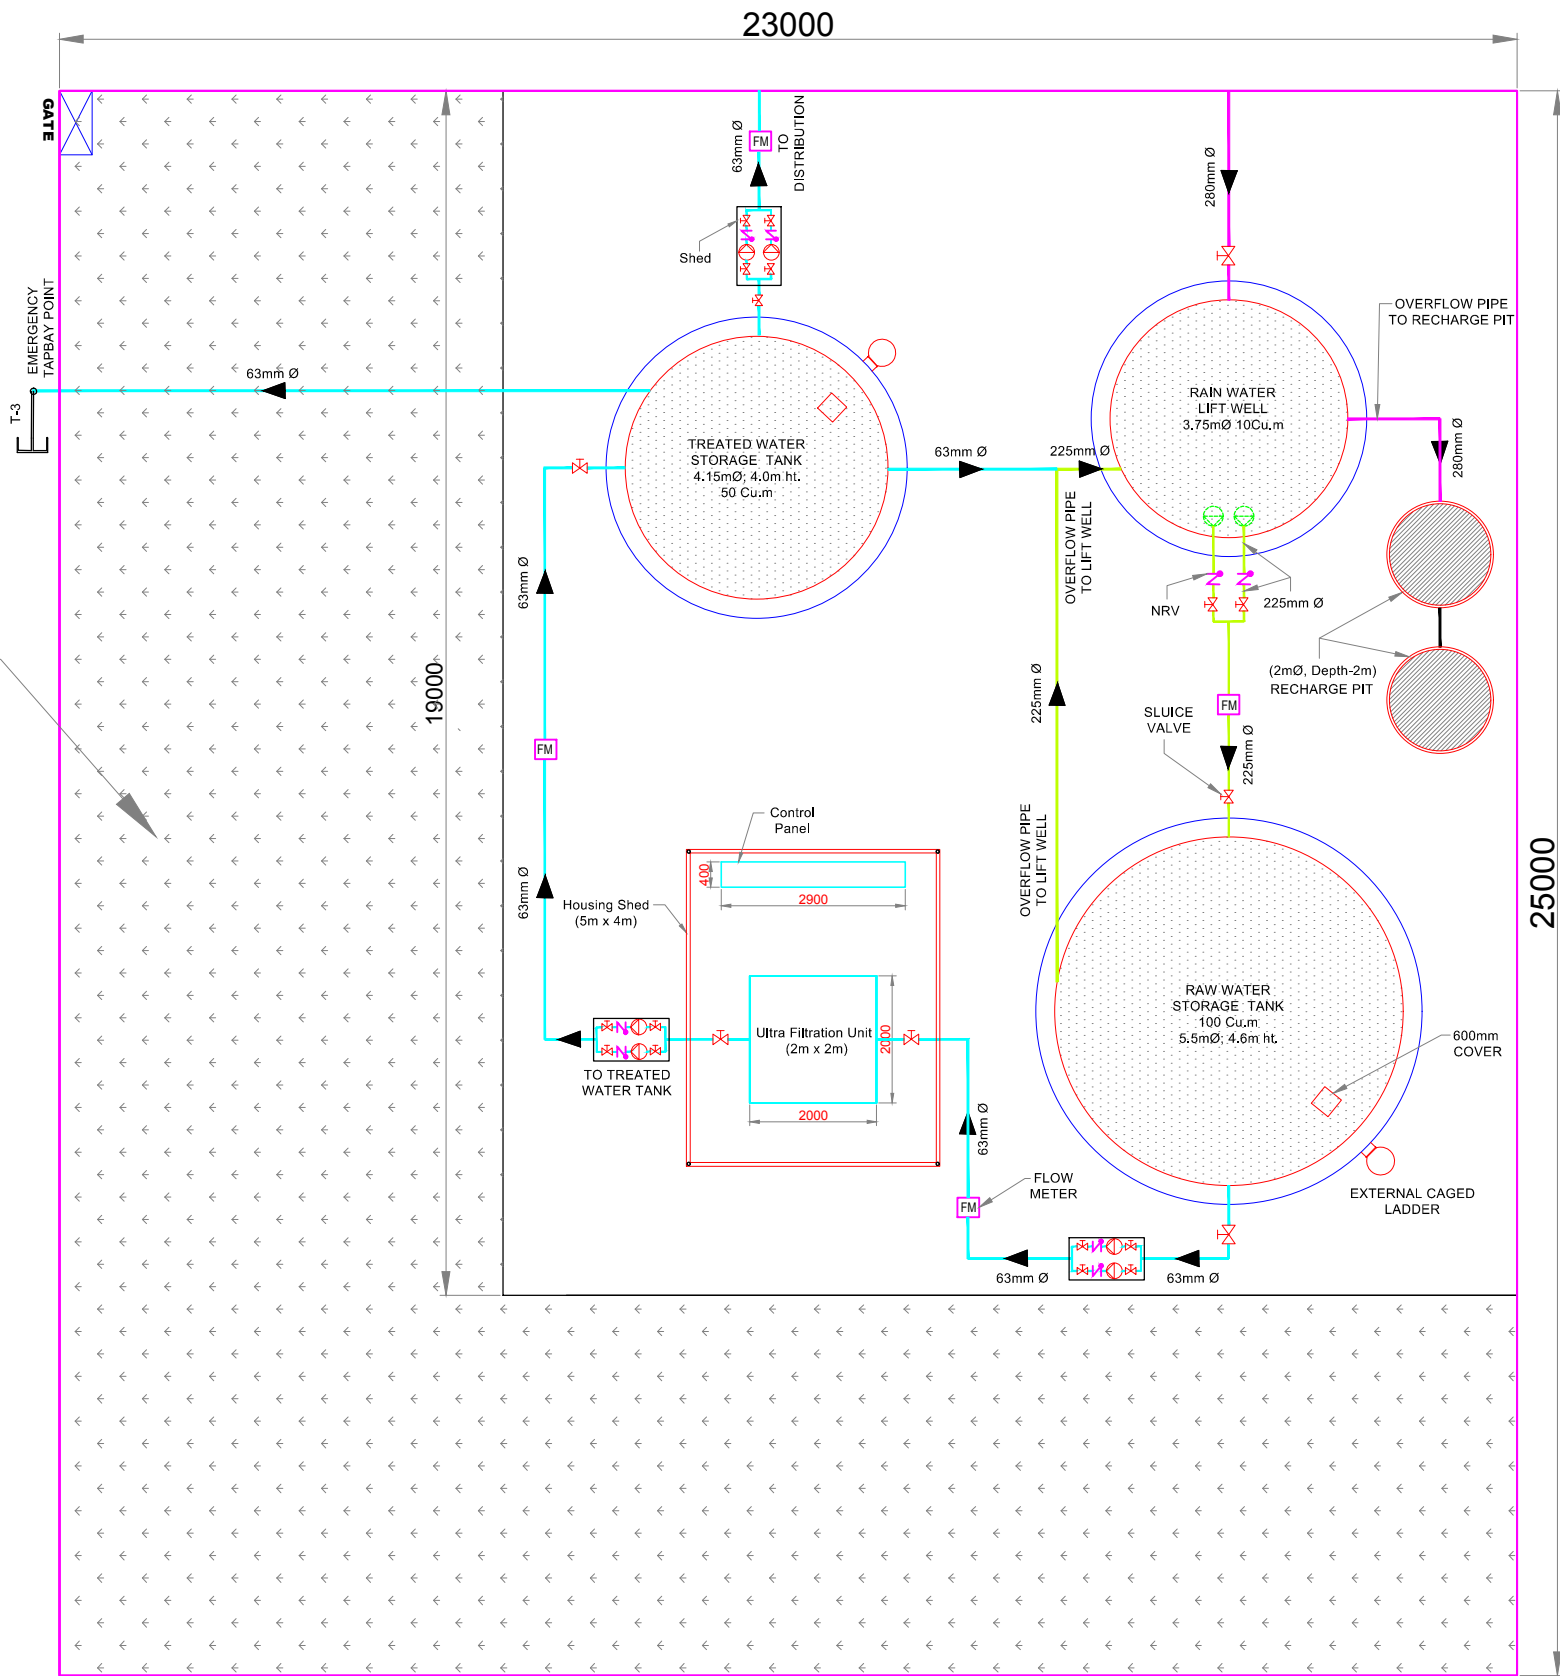 23000
GATE
FM
63mm Ø
TO
DISTRIBUTION
280mm Ø
Shed
EMERGENCY
TAPBAY POINT
T-3
63mm Ø
OVERFLOW PIPE
TO RECHARGE PIT
RAIN WATER
LIFT WELL
3.75mØ 10Cu.m
280mm Ø
TREATED WATER
STORAGE TANK
4.15mØ; 4.0m ht.
50 Cu.m
63mm Ø
225mm Ø
OVERFLOW PIPE
TO LIFT WELL
63mm Ø
NRV
225mm Ø
(2mØ, Depth-2m)
RECHARGE PIT
19000
225mm Ø
FM
SLUICE
VALVE
225mm Ø
FM
Control
Panel
400
2900
OVERFLOW PIPE
TO LIFT WELL
25000
63mm Ø
Housing Shed
(5m x 4m)
RAW WATER
STORAGE TANK
100 Cu.m
5.5mØ; 4.6m ht.
Ultra Filtration Unit
(2m x 2m)
2000
600mm
COVER
TO TREATED
WATER TANK
2000
63mm Ø
FLOW
METER
FM
EXTERNAL CAGED
LADDER
63mm Ø
63mm Ø